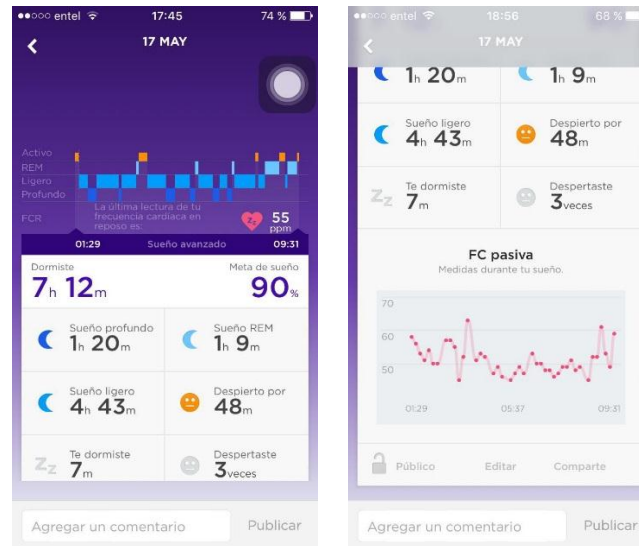 entel 17:45 74 %
17 MAY
Activo
REM
Ligero
Profundo
FCR
La última lectura de tu
frecuencia cardiaca en
reposo es:
55
ppm
01:29 Sueño avanzado 09:31
Dormiste Meta de sueño
7h 12m 90%
Sueño profundo Sueño REM
1h 20m 1h 9m
Sueño ligero Despierto por
4h 43m 48m
Te dormiste Despertaste
7m 3veces
Agregar un comentario Publicar
entel 18:56 68 %
17 MAY
1h 20m 1h 9m
Sueño ligero Despierto por
4h 43m 48m
Te dormiste Despertaste
7m 3veces
FC pasiva
Medidas durante tu sueño.
70
60
50
01:29 05:37 09:31
Público Editar Comparte
Agregar un comentario Publicar